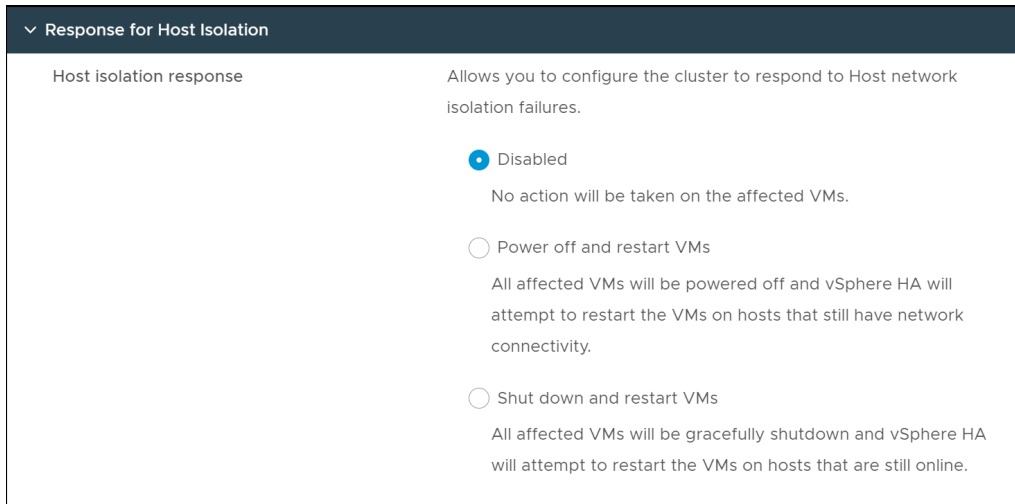 Response for Host Isolation
Host isolation response
Allows you to configure the cluster to respond to Host network
isolation failures.
Disabled
No action will be taken on the affected VMs.
Power off and restart VMs
All affected VMs will be powered off and vSphere HA will
attempt to restart the VMs on hosts that still have network
connectivity.
Shut down and restart VMs
All affected VMs will be gracefully shutdown and vSphere HA
will attempt to restart the VMs on hosts that are still online.